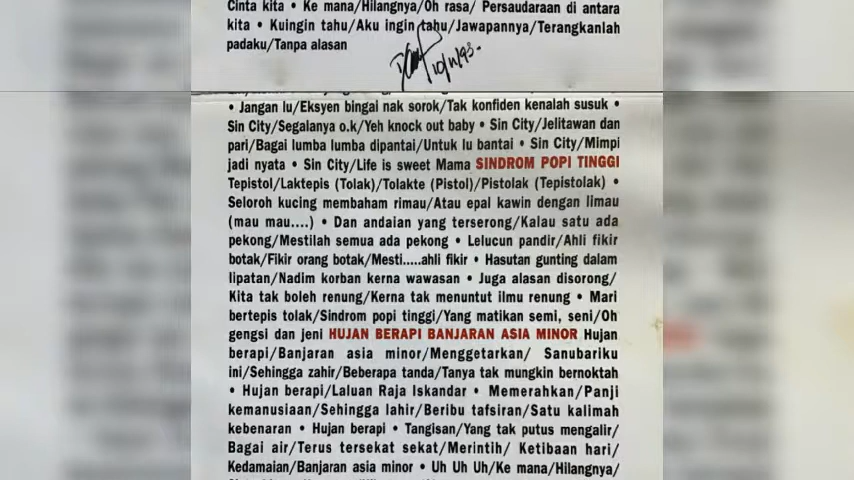 Cinta kita • Ke mana/Hilangnya/Oh rasa/ Persaudaraan di antara
kita • Kuingin tahu/Aku ingin tahu/Jawapannya/Terangkanlah
padaku/Tanpa alasan
10/11/93.
• Jangan lu/Eksyen bingai nak sorok/Tak konfiden kenalah susuk •
Sin City/Segalanya o.k/Yeh knock out baby • Sin City/Jelitawan dan
pari/Bagai lumba lumba dipantai/Untuk lu bantai • Sin City/Mimpi
jadi nyata • Sin City/Life is sweet Mama SINDROM POPI TINGGI
Tepistol/Laktepis (Tolak)/Tolakte (Pistol)/Pistolak (Tepistolak) •
Seloroh kucing membaham rimau/Atau epal kawin dengan limau
(mau mau....) • Dan andaian yang terserong/Kalau satu ada
pekong/Mestilah semua ada pekong • Lelucun pandir/Ahli fikir
botak/Fikir orang botak/Mesti.....ahli fikir • Hasutan gunting dalam
lipatan/Nadim korban kerna wawasan • Juga alasan disorong/
Kita tak boleh renung/Kerna tak menuntut ilmu renung • Mari
bertepis tolak/Sindrom popi tinggi/Yang matikan semi, seni/Oh
gengsi dan jeni HUJAN BERAPI BANJARAN ASIA MINOR Hujan
berapi/Banjaran asia minor/Menggetarkan/ Sanubariku
ini/Sehingga zahir/Beberapa tanda/Tanya tak mungkin bernoktah
• Hujan berapi/Laluan Raja Iskandar • Memerahkan/Panji
kemanusiaan/Sehingga lahir/Beribu tafsiran/Satu kalimah
kebenaran • Hujan berapi • Tangisan/Yang tak putus mengalir/
Bagai air/Terus tersekat sekat/Merintih/ Ketibaan hari/
Kedamaian/Banjaran asia minor • Uh Uh Uh/Ke mana/Hilangnya/